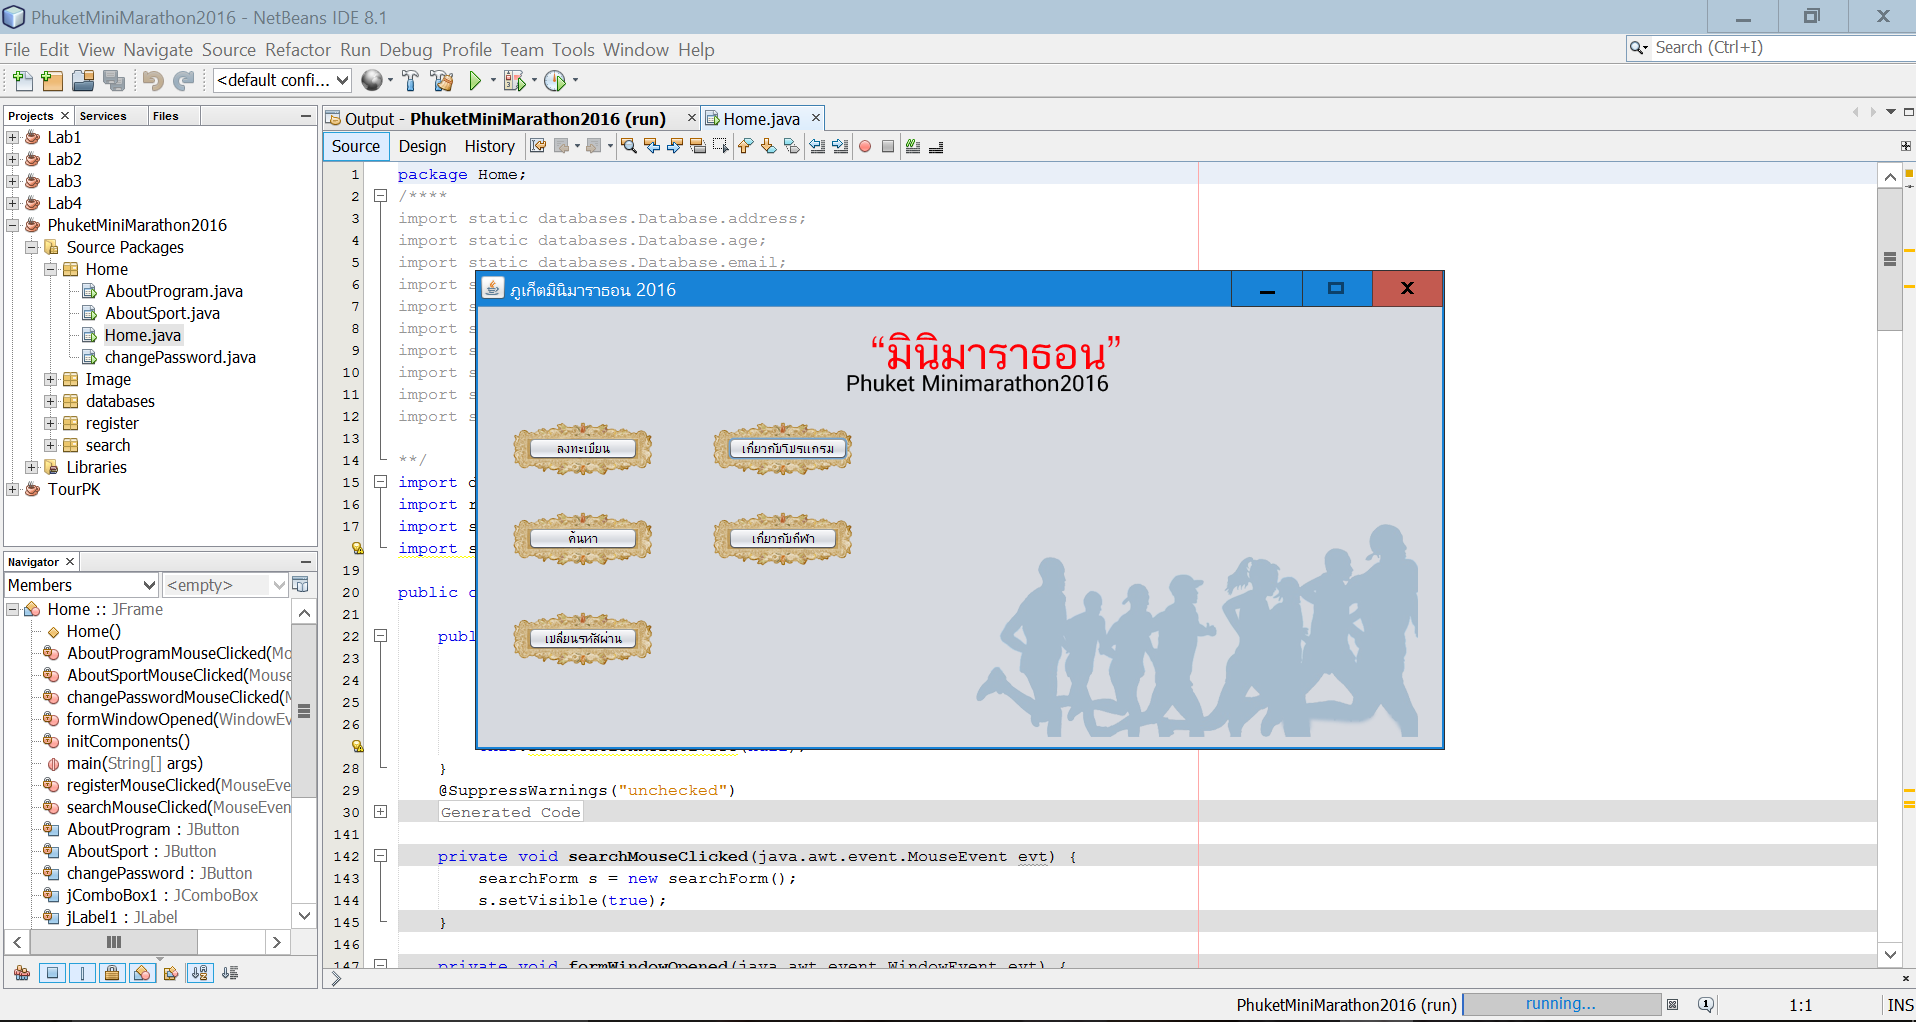 PhuketMiniMarathon2016 - NetBeans IDE 8.1
File Edit View Navigate Source Refactor Run Debug Profile Team Tools Window Help
Search (Ctrl+I)
<default confi...
Projects
Services
Files
Lab1
Lab2
Lab3
Lab4
PhuketMiniMarathon2016
Source Packages
Home
AboutProgram.java
AboutSport.java
Home.java
changePassword.java
Image
databases
register
search
Libraries
TourPK
Navigator
Members
<empty>
Home :: JFrame
Home()
AboutProgramMouseClicked(Mo
AboutSportMouseClicked(Mouse
changePasswordMouseClicked(M
formWindowOpened(WindowEv
initComponents()
main(String[] args)
registerMouseClicked(MouseEve
searchMouseClicked(MouseEven
AboutProgram : JButton
AboutSport : JButton
changePassword : JButton
jComboBox1 : JComboBox
jLabel1 : JLabel
Output - PhuketMiniMarathon2016 (run)
Home.java
Source
Design
History
1 package Home;
2 /****
3 import static databases.Database.address;
4 import static databases.Database.age;
5 import static databases.Database.email;
6 import s
7 import s
8 import s
9 import s
10 import s
11 import s
12 import s
13
14 **/
15 import d
16 import r
17 import s
import s
19
20 public c
21
22 publ
23
24
25
26
28 }
29 @SuppressWarnings("unchecked")
30 Generated Code
141
142 private void searchMouseClicked(java.awt.event.MouseEvent evt) {
143 searchForm s = new searchForm();
144 s.setVisible(true);
145 }
146
147 private void formWindowOpened(java.awt.event.WindowEvent evt) {
ภูเก็ตมินิมาราธอน 2016
“มินิมาราธอน”
Phuket Minimarathon2016
ลงทะเบียน
เกี่ยวกับโปรแกรม
ค้นหา
เกี่ยวกับกีฬา
เปลี่ยนรหัสผ่าน
PhuketMiniMarathon2016 (run)
running...
1:1
INS